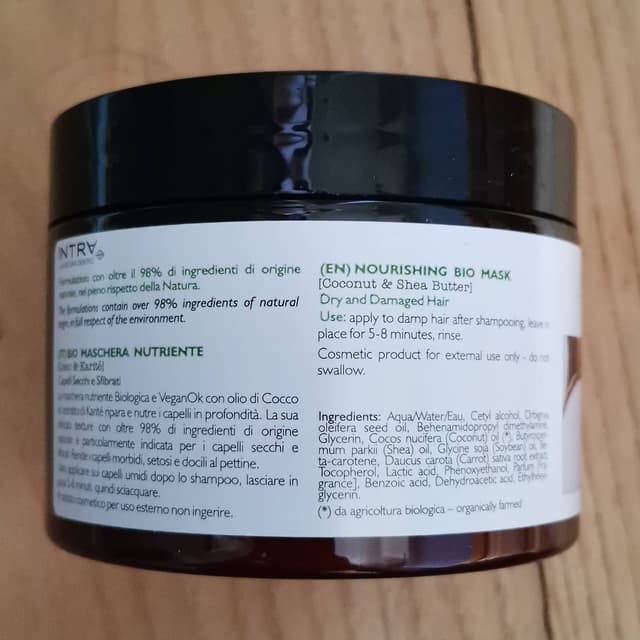 INTRA
Formulazioni con oltre il 98% di ingredienti di origine
naturale, nel pieno rispetto della Natura.
The formulations contain over 98% ingredients of natural
origin, in full respect of the environment.
(IT) BIO MASCHERA NUTRIENTE
[Cocco & Karité]
Capelli Secchi e Sfibrati
La maschera nutriente Biologica e VeganOk con olio di Cocco
ed estratto di Karité ripara e nutre i capelli in profondità. La sua
texture con oltre 98% di ingredienti di origine
naturale è particolarmente indicata per i capelli secchi e
sfibrati. Rende i capelli morbidi, setosi e docili al pettine.
Uso: applicare sui capelli umidi dopo lo shampoo, lasciare in
posa 5-8 minuti, quindi sciacquare.
Prodotto cosmetico per uso esterno non ingerire.
(EN) NOURISHING BIO MASK
[Coconut & Shea Butter]
Dry and Damaged Hair
Use: apply to damp hair after shampooing, leave in
place for 5-8 minutes, rinse.
Cosmetic product for external use only - do not
swallow.
Ingredients: Aqua/Water/Eau, Cetyl alcohol, Orbignya
oleifera seed oil, Behenamidopropyl dimethylamine,
Glycerin, Cocos nucifera (Coconut) oil (*), Butyrosper-
mum parkii (Shea) oil, Glycine soja (Soybean) oil, Be-
ta-carotene, Daucus carota (Carrot) sativa root extract,
Tocopherol, Lactic acid, Phenoxyethanol, Parfum [Fra-
grance], Benzoic acid, Dehydroacetic acid, Ethylhexyl-
glycerin.
(*) da agricoltura biologica – organically farmed